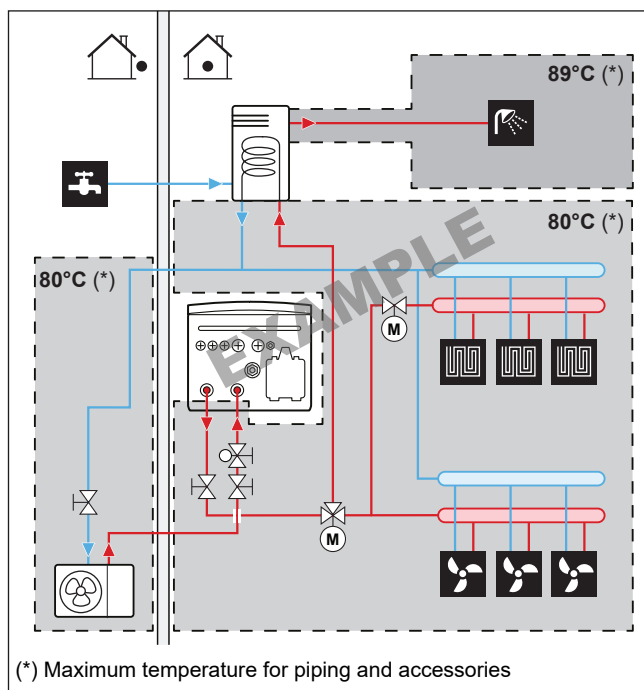 89°C (*)
80°C (*)
80°C (*)
EXAMPLE
M
M
(*) Maximum temperature for piping and accessories